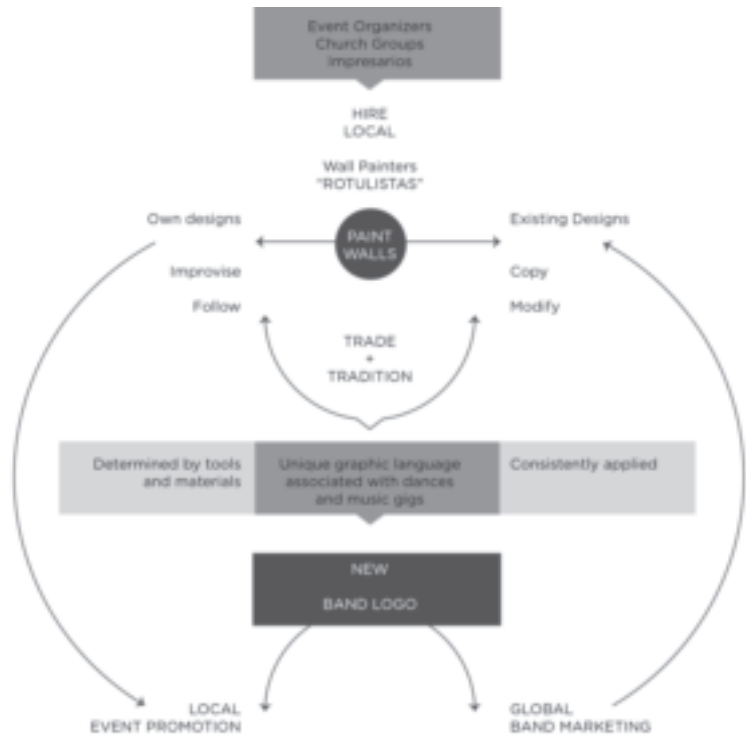 Event Organizers
Church Groups
Impresarios
HIRE
LOCAL
Wall Painters
"ROTULISTAS"
Own designs
PAINT
WALLS
Existing Designs
Improvise
Copy
Follow
Modify
TRADE
+
TRADITION
Determined by tools
and materials
Unique graphic language
associated with dances
and music gigs
Consistently applied
NEW
BAND LOGO
LOCAL
EVENT PROMOTION
GLOBAL
BAND MARKETING